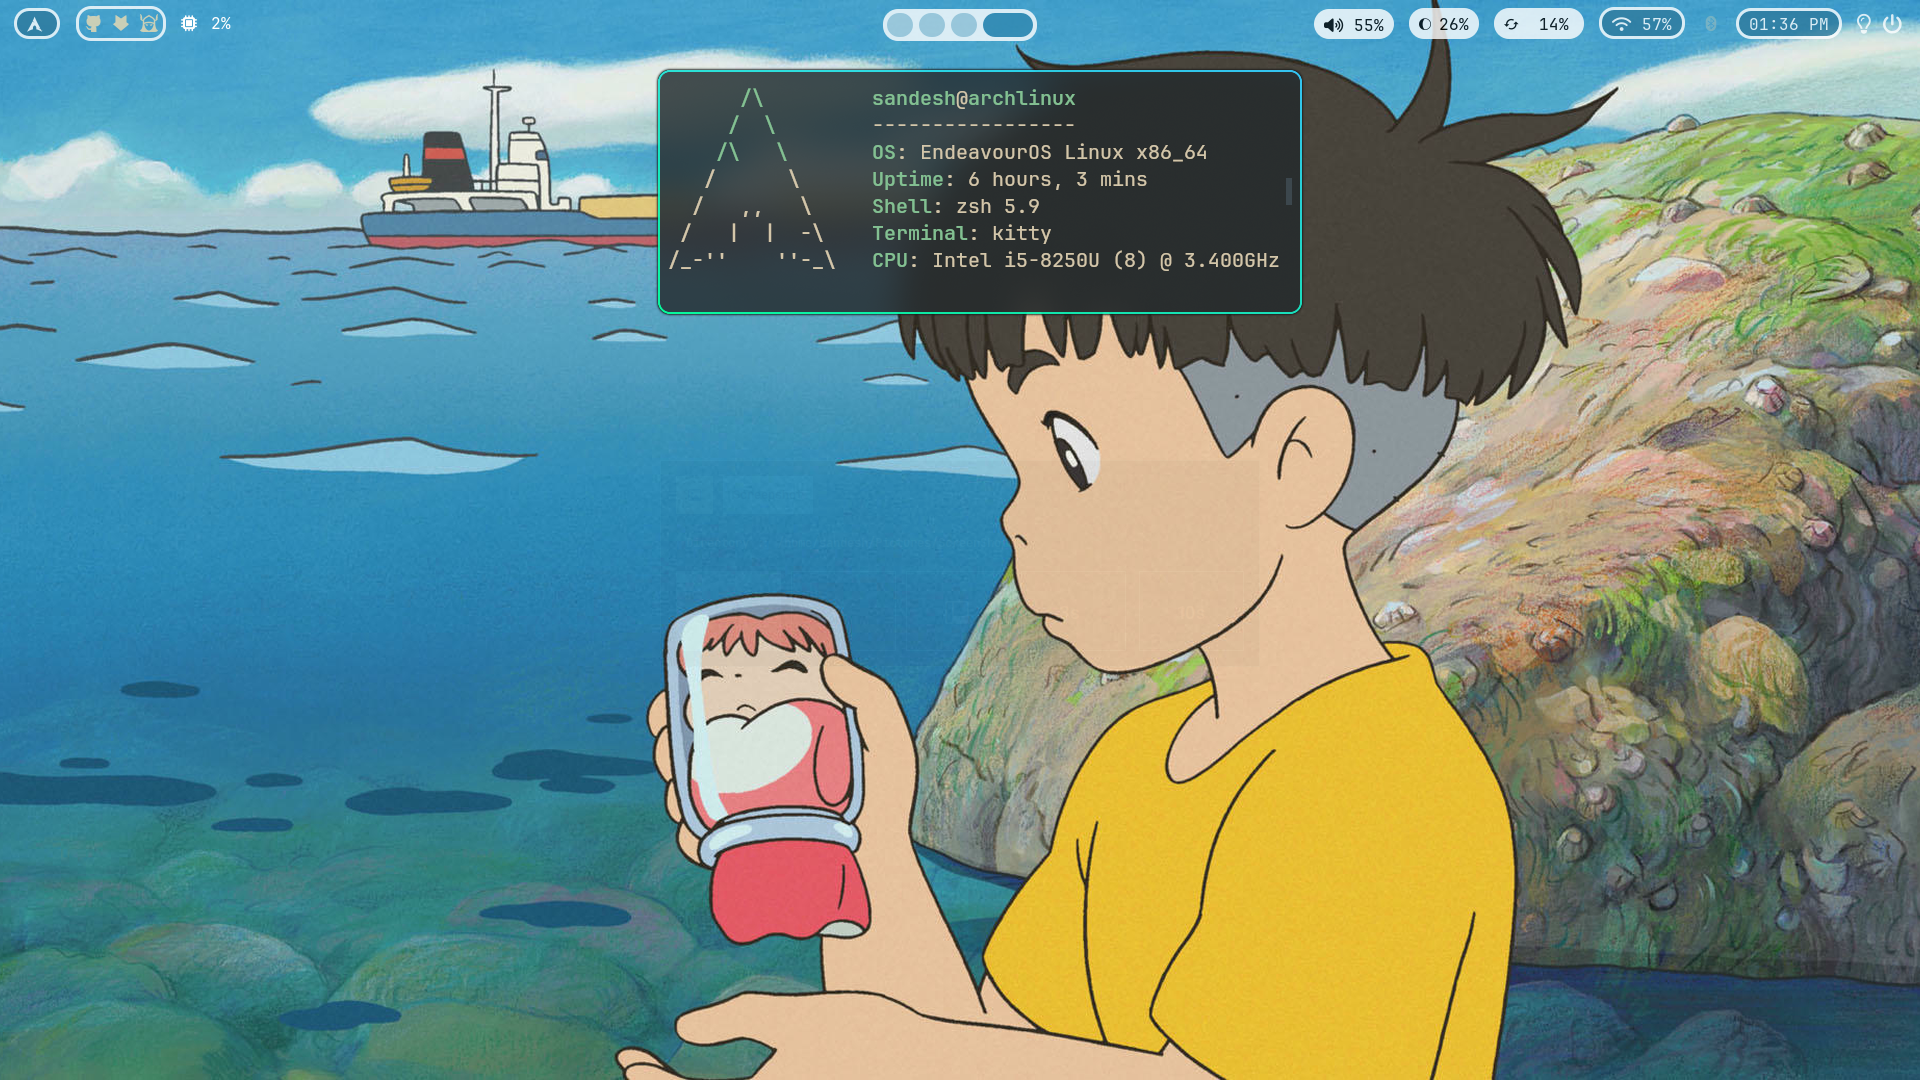 2%
55%
26%
14%
57%
01:36 PM
sandesh@archlinux
-----------------
OS: EndeavourOS Linux x86_64
Uptime: 6 hours, 3 mins
Shell: zsh 5.9
Terminal: kitty
CPU: Intel i5-8250U (8) @ 3.400GHz